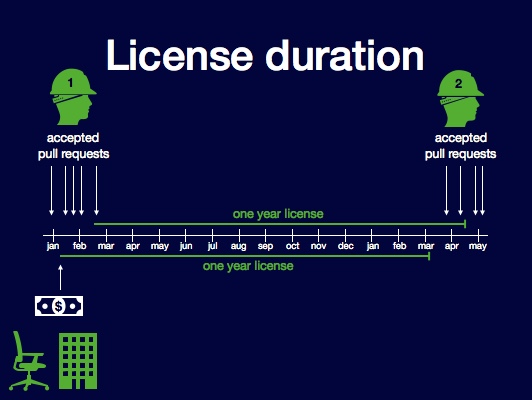 License duration
1
2
accepted
pull requests
accepted
pull requests
one year license
jan feb mar apr may jun jul aug sep oct nov dec jan feb mar apr may
one year license
$